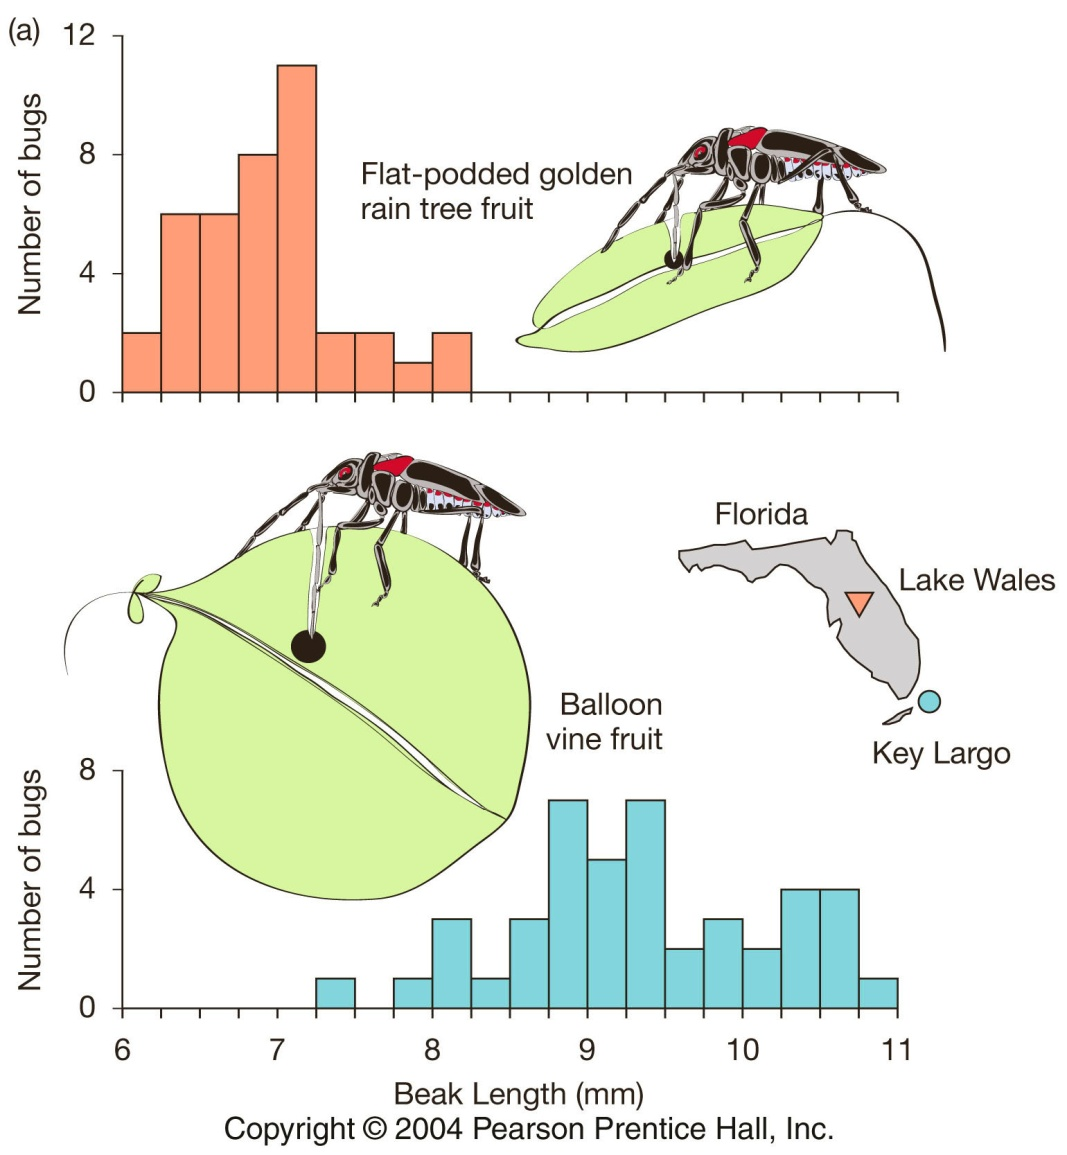 (a)
12
8
4
0
Number of bugs
Flat-podded golden
rain tree fruit
Florida
Lake Wales
Key Largo
Balloon
vine fruit
8
4
0
Number of bugs
6 7 8 9 10 11
Beak Length (mm)
Copyright © 2004 Pearson Prentice Hall, Inc.